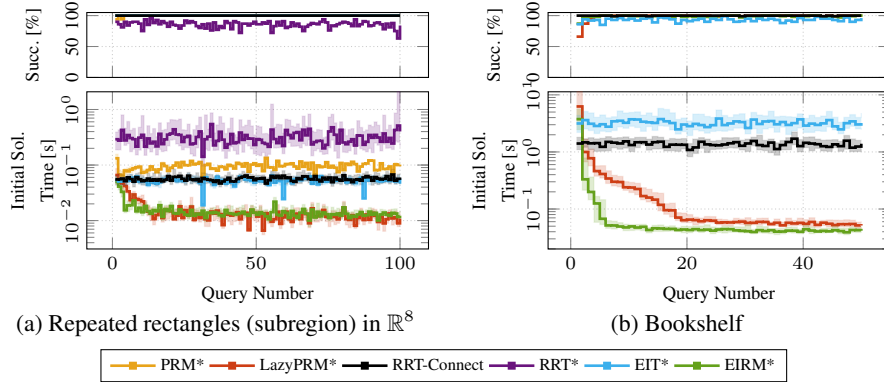 Succ. [%]
100
50
0
Initial Sol.
Time [s]
10^0
10^{-1}
10^{-2}
0
50
100
Query Number
(a) Repeated rectangles (subregion) in ℝ^8
Succ. [%]
100
50
0
Initial Sol.
Time [s]
10^1
10^0
10^{-1}
0
20
40
Query Number
(b) Bookshelf
PRM* LazyPRM* RRT-Connect RRT* EIT* EIRM*